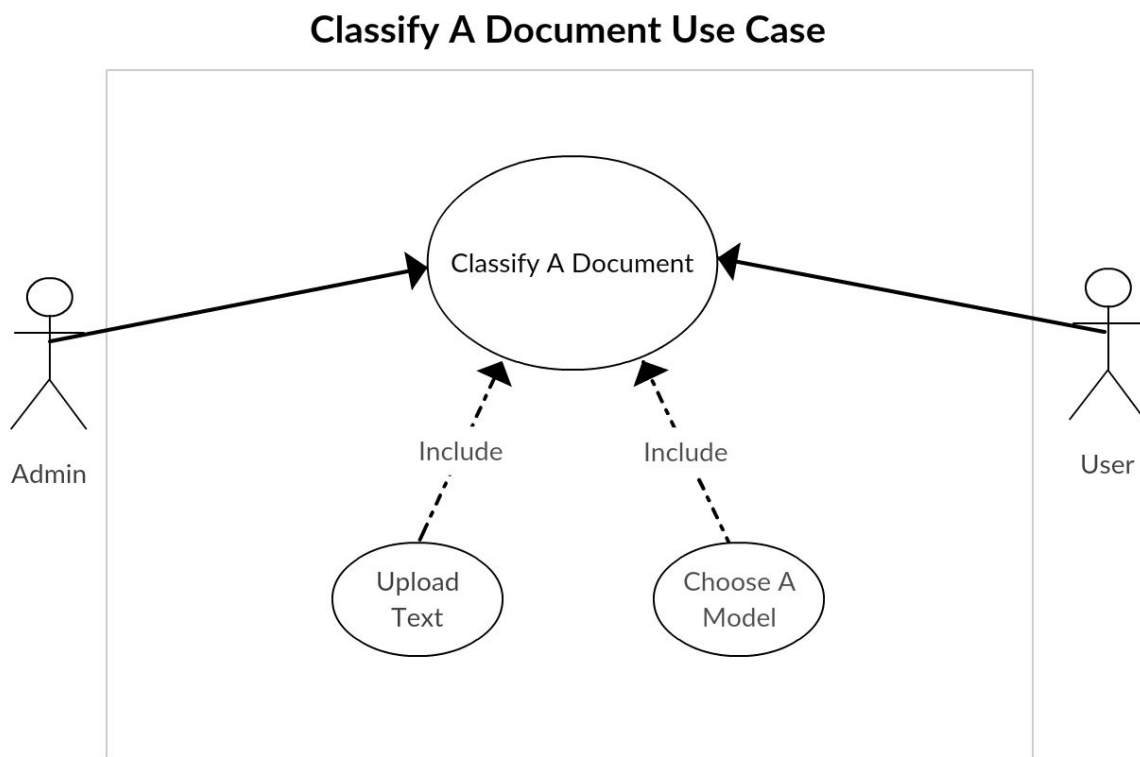 Classify A Document Use Case
Classify A Document
Include
Include
Admin
User
Upload
Text
Choose A
Model